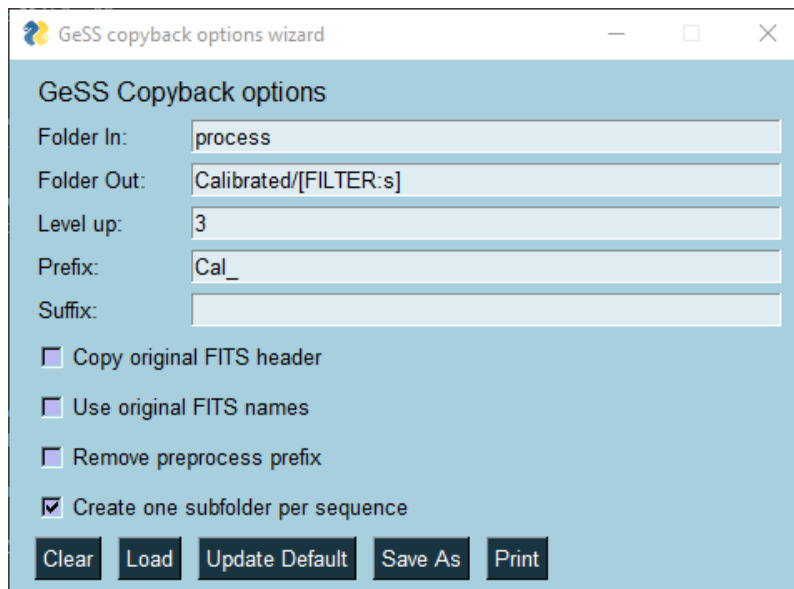 GeSS copyback options wizard
GeSS Copyback options
Folder In: process
Folder Out: Calibrated/[FILTER:s]
Level up: 3
Prefix: Cal_
Suffix:
Copy original FITS header
Use original FITS names
Remove preprocess prefix
Create one subfolder per sequence
Clear Load Update Default Save As Print